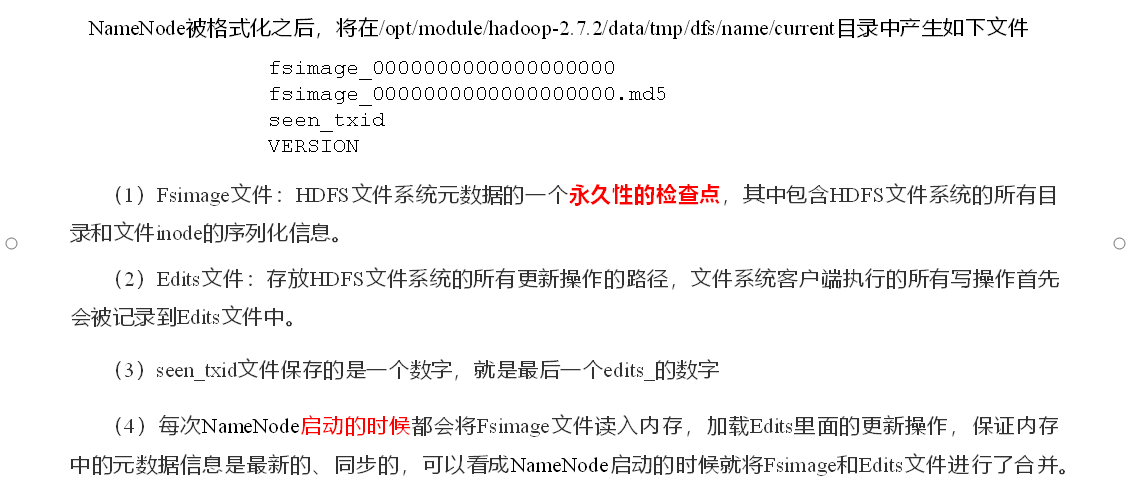 NameNode被格式化之后，将在/opt/module/hadoop-2.7.2/data/tmp/dfs/name/current目录中产生如下文件
fsimage_0000000000000000000
fsimage_0000000000000000000.md5
seen_txid
VERSION
（1）Fsimage文件：HDFS文件系统元数据的一个永久性的检查点，其中包含HDFS文件系统的所有目
录和文件inode的序列化信息。
（2）Edits文件：存放HDFS文件系统的所有更新操作的路径，文件系统客户端执行的所有写操作首先
会被记录到Edits文件中。
（3）seen_txid文件保存的是一个数字，就是最后一个edits_的数字
（4）每次NameNode启动的时候都会将Fsimage文件读入内存，加载Edits里面的更新操作，保证内存
中的元数据信息是最新的、同步的，可以看成NameNode启动的时候就将Fsimage和Edits文件进行了合并。